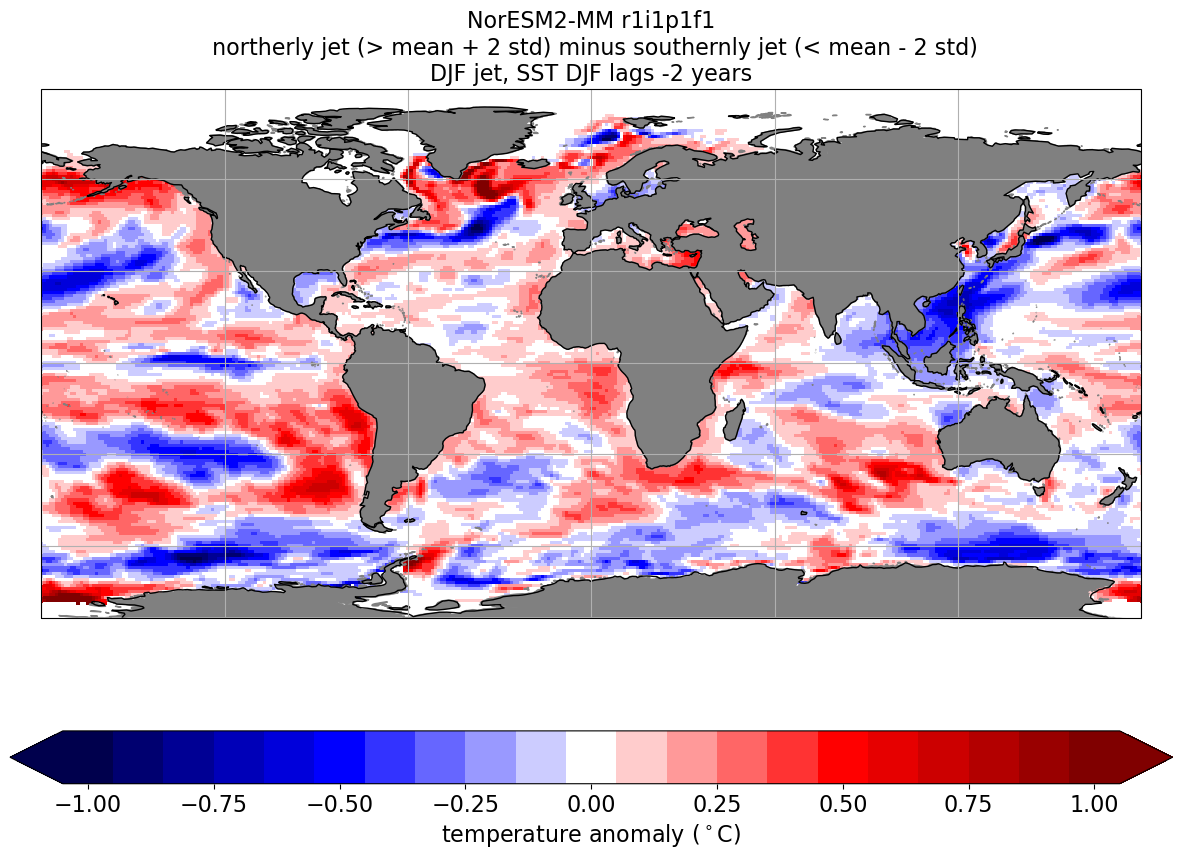 NorESM2-MM r1i1p1f1
northerly jet (> mean + 2 std) minus southernly jet (< mean - 2 std)
DJF jet, SST DJF lags -2 years
−1.00 −0.75 −0.50 −0.25 0.00 0.25 0.50 0.75 1.00
temperature anomaly (°C)